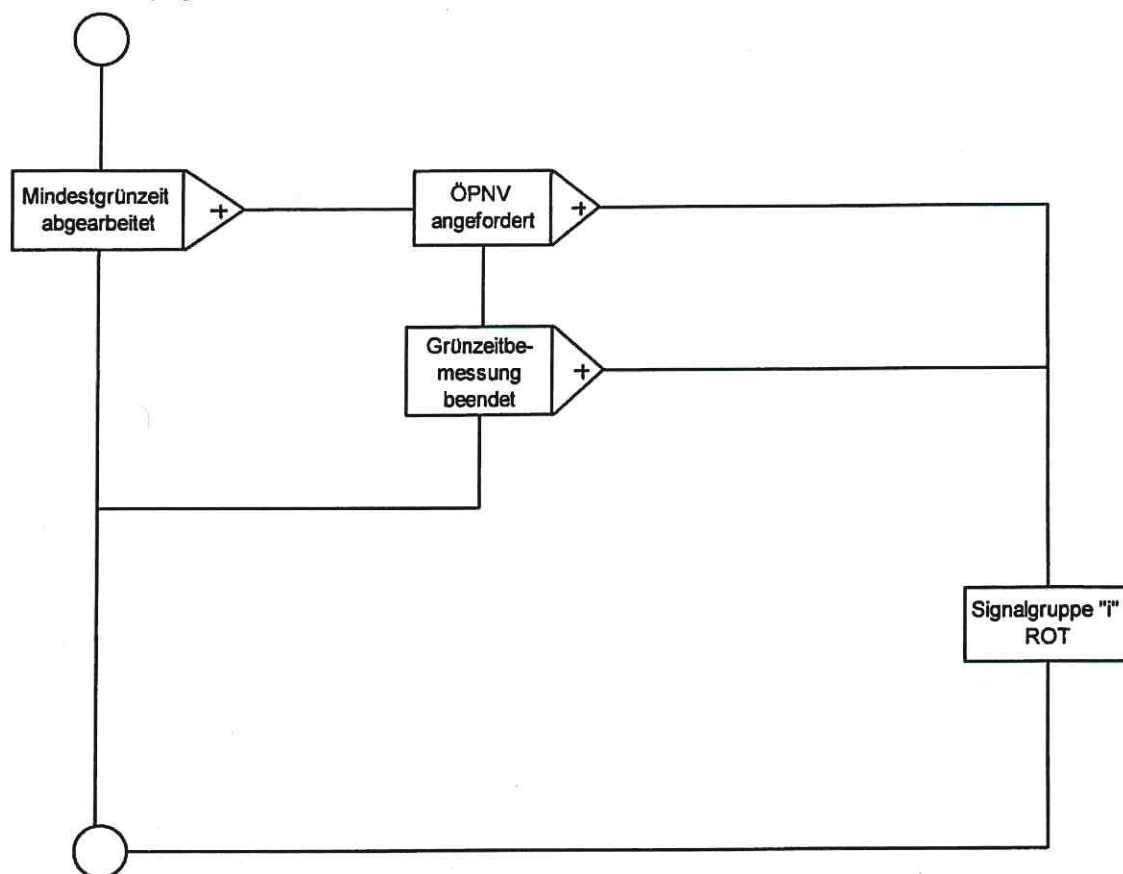 Mindestgrünzeit
abgearbeitet
+
ÖPNV
angefordert
+
Grünzeitbe-
messung
beendet
+
Signalgruppe "i"
ROT